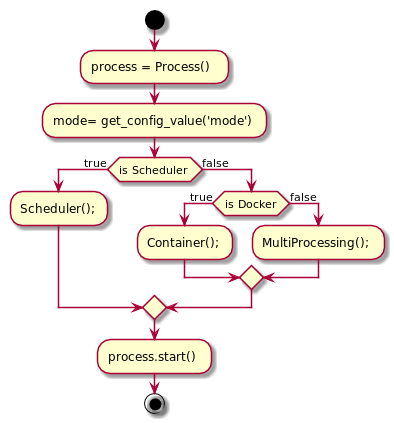 process = Process()
mode= get_config_value('mode')
true
is Scheduler
false
Scheduler();
true
is Docker
false
Container();
MultiProcessing();
process.start()